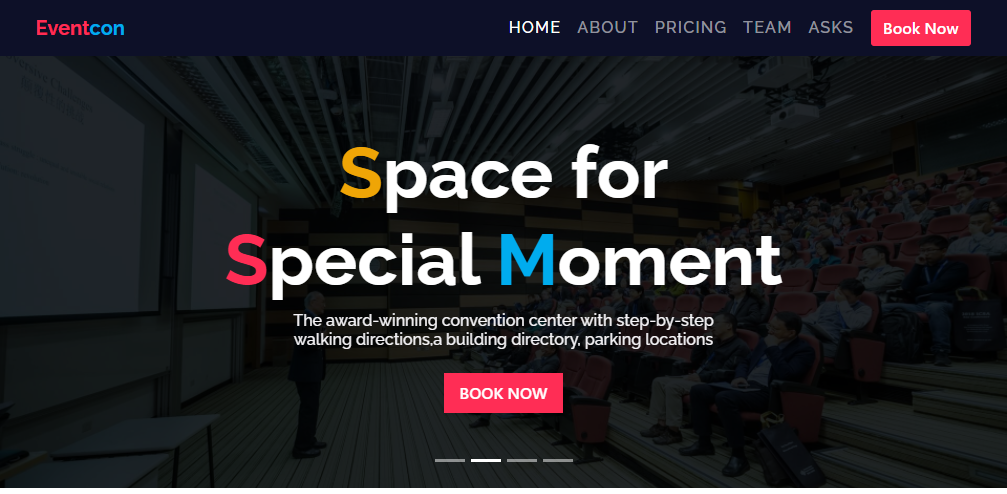 Eventcon
HOME ABOUT PRICING TEAM ASKS Book Now
Space for
Special Moment
The award-winning convention center with step-by-step
walking directions,a building directory, parking locations
BOOK NOW